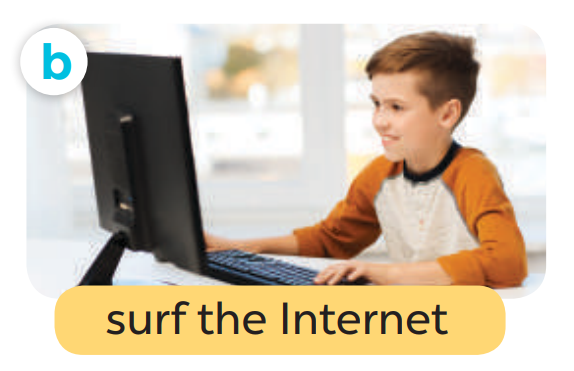 b
surf the Internet